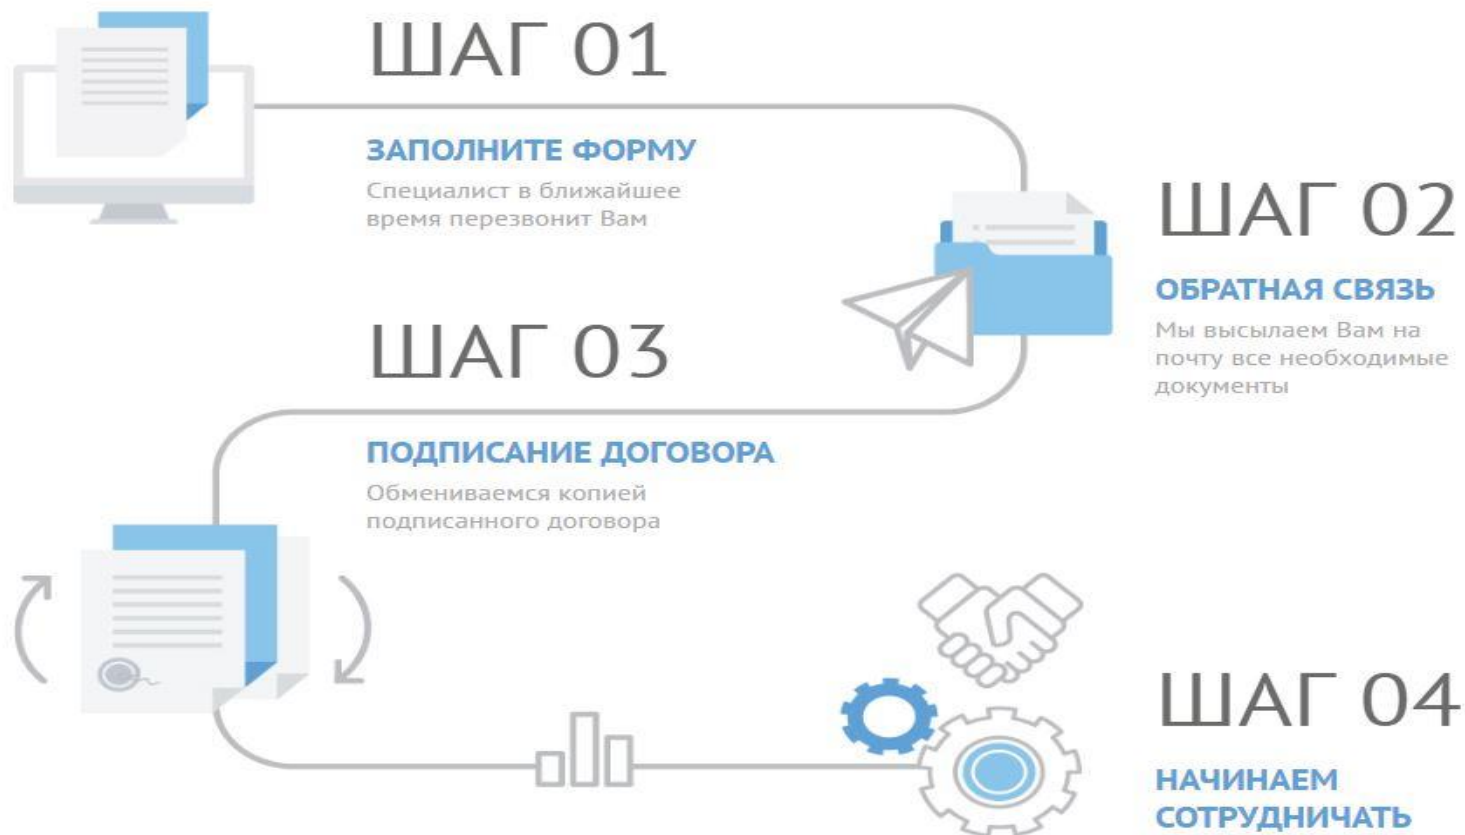 ШАГ 01
ЗАПОЛНИТЕ ФОРМУ
Специалист в ближайшее
время перезвонит Вам
ШАГ 02
ОБРАТНАЯ СВЯЗЬ
Мы высылаем Вам на
почту все необходимые
документы
ШАГ 03
ПОДПИСАНИЕ ДОГОВОРА
Обмениваемся копией
подписанного договора
ШАГ 04
НАЧИНАЕМ
СОТРУДНИЧАТЬ